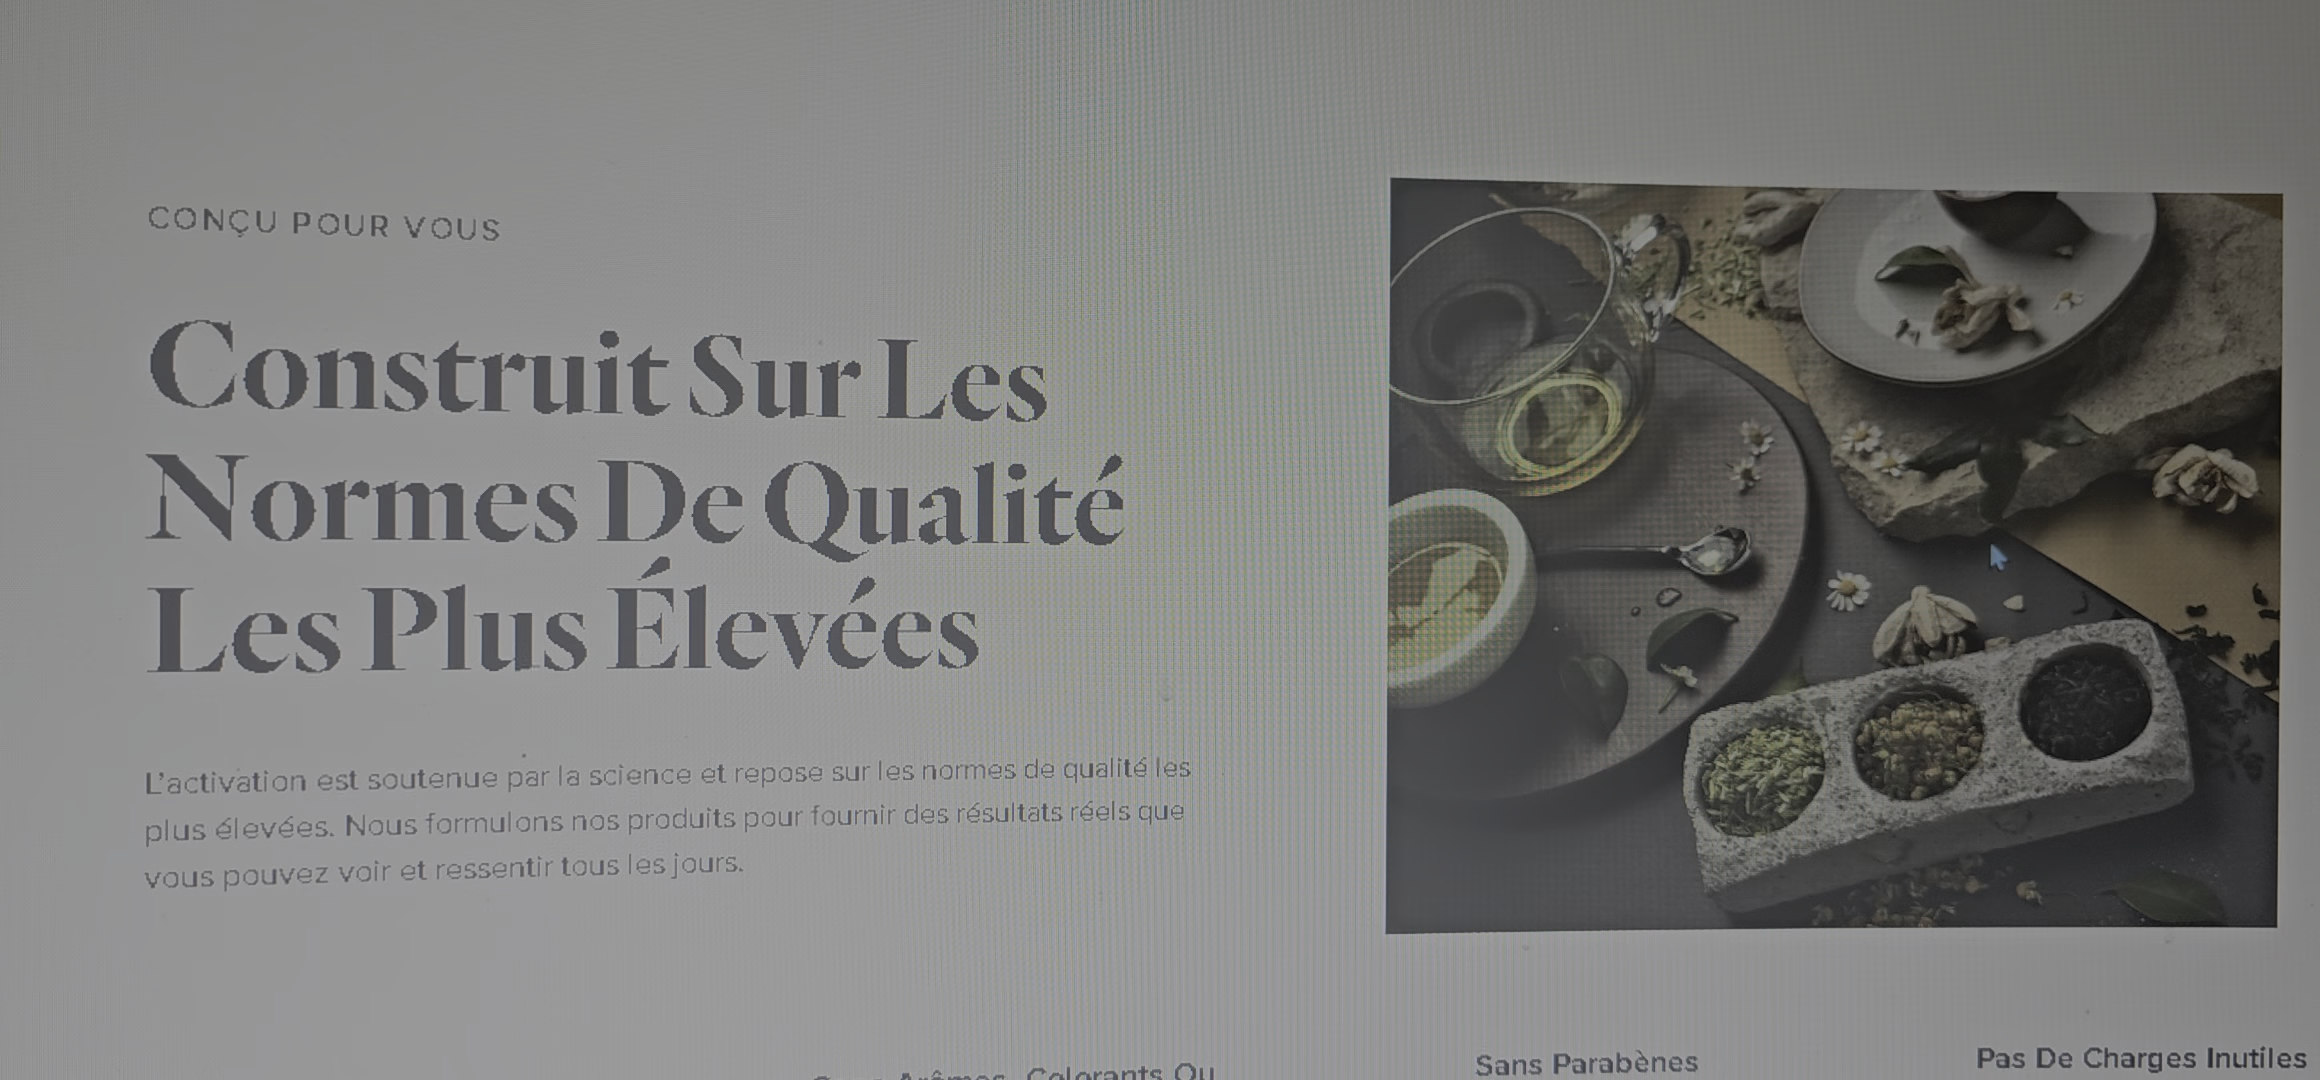 CONÇU POUR VOUS
Construit Sur Les
Normes De Qualité
Les Plus Élevées
L'activation est soutenue par la science et repose sur les normes de qualité les
plus élevées. Nous formulons nos produits pour fournir des résultats réels que
vous pouvez voir et ressentir tous les jours.
Arômes, Colorants Ou
Sans Parabènes
Pas De Charges Inutiles